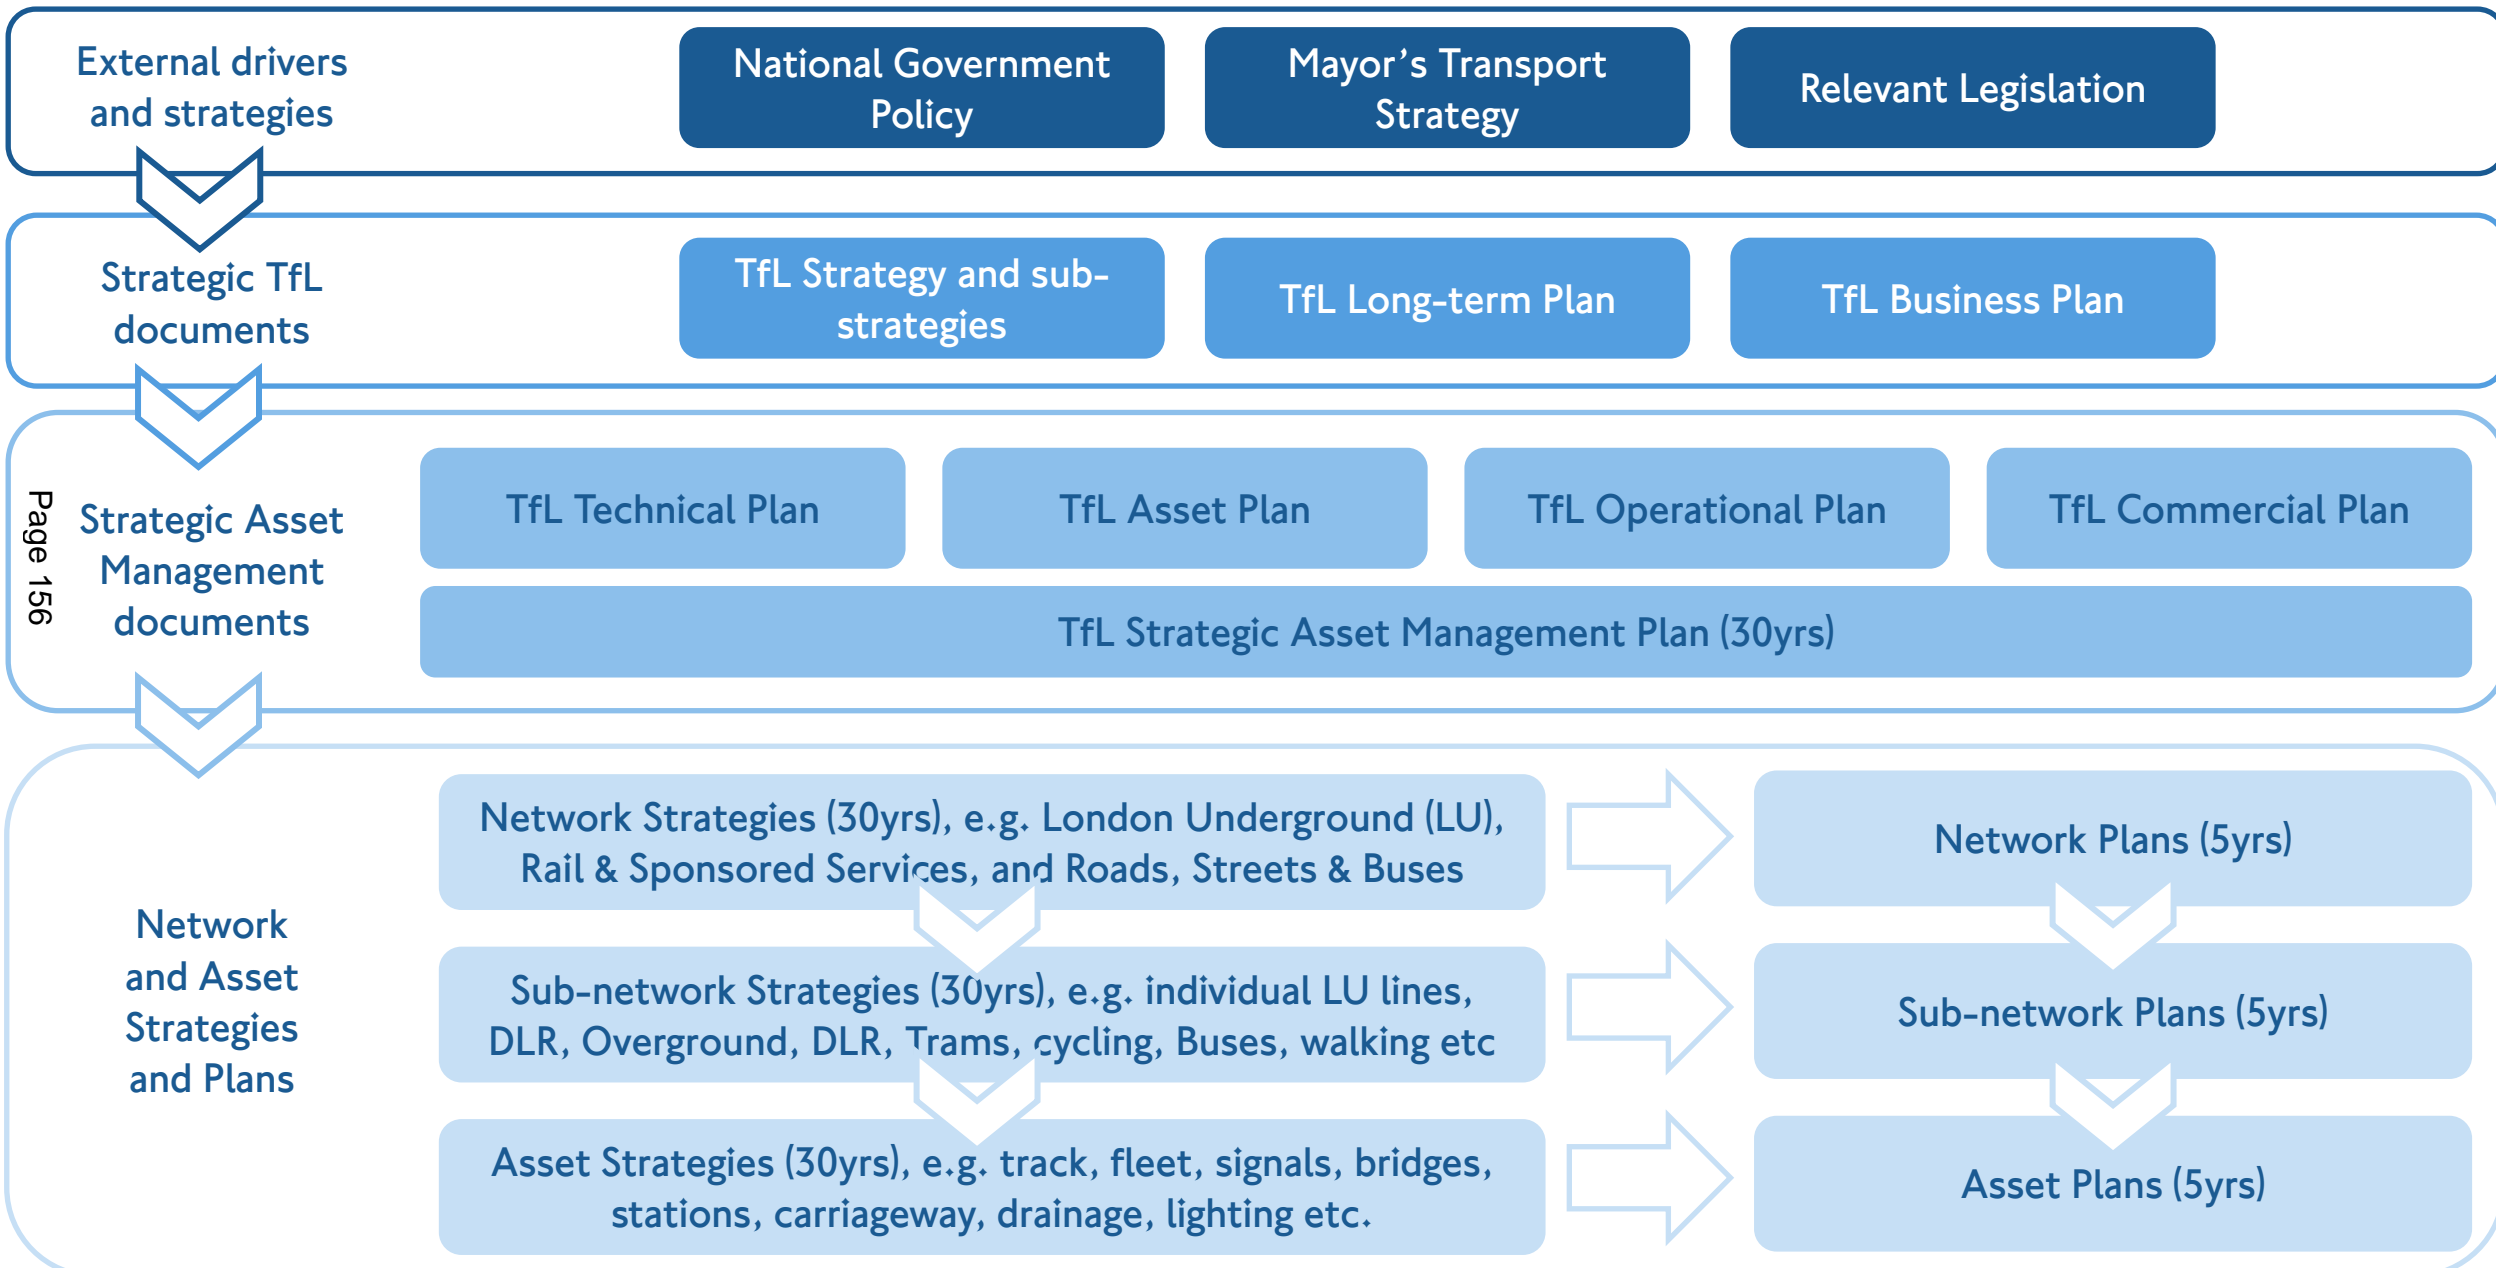 External drivers
and strategies
National Government
Policy
Mayor's Transport
Strategy
Relevant Legislation
Strategic TfL
documents
TfL Strategy and sub-
strategies
TfL Long-term Plan
TfL Business Plan
Page 156
Strategic Asset
Management
documents
TfL Technical Plan
TfL Asset Plan
TfL Operational Plan
TfL Commercial Plan
TfL Strategic Asset Management Plan (30yrs)
Network
and Asset
Strategies
and Plans
Network Strategies (30yrs), e.g. London Underground (LU),
Rail & Sponsored Services, and Roads, Streets & Buses
Network Plans (5yrs)
Sub-network Strategies (30yrs), e.g. individual LU lines,
DLR, Overground, DLR, Trams, cycling, Buses, walking etc
Sub-network Plans (5yrs)
Asset Strategies (30yrs), e.g. track, fleet, signals, bridges,
stations, carriageway, drainage, lighting etc.
Asset Plans (5yrs)